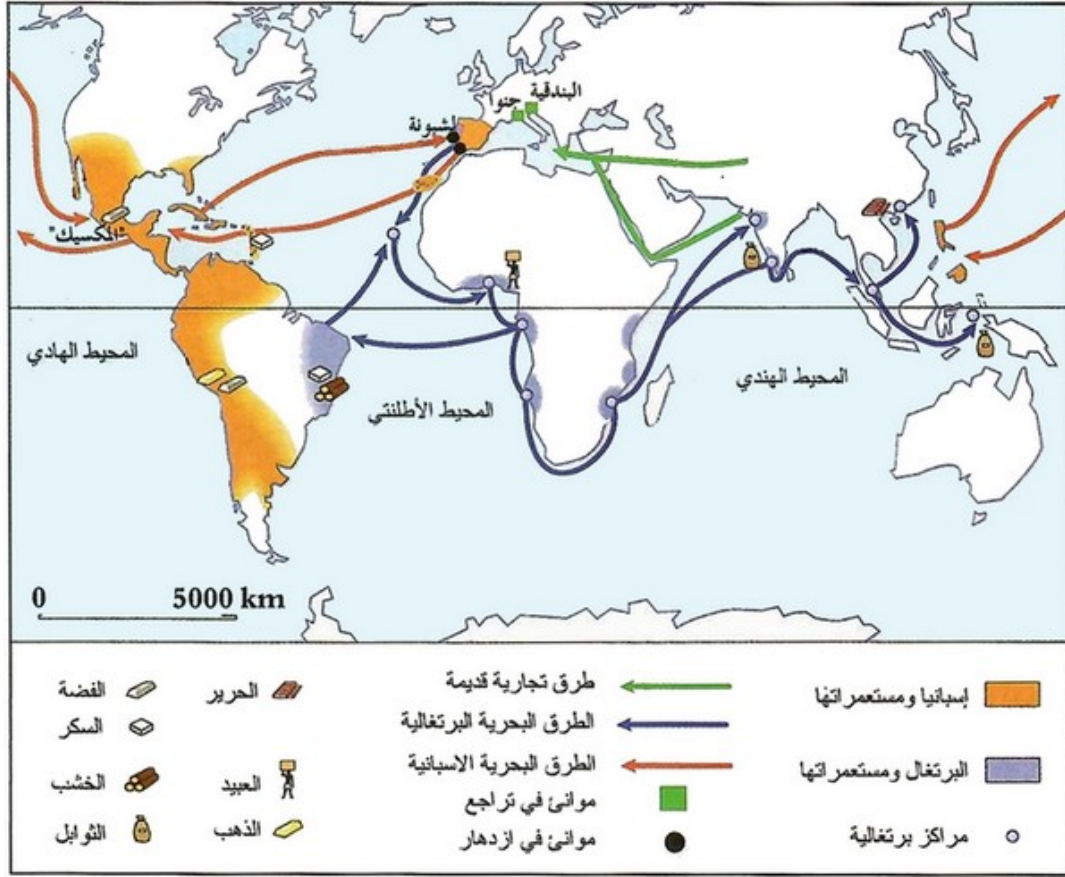 البندقية
جنوا
لشبونة
"المكسيك"
المحيط الهادي
المحيط الأطلنتي
المحيط الهندي
0 5000 km
إسبانيا ومستعمراتها
البرتغال ومستعمراتها
مراكز برتغالية
طرق تجارية قديمة
الطرق البحرية البرتغالية
الطرق البحرية الاسبانية
موانئ في تراجع
موانئ في ازدهار
الحرير
العبيد
الذهب
الفضة
السكر
الخشب
الثوابل